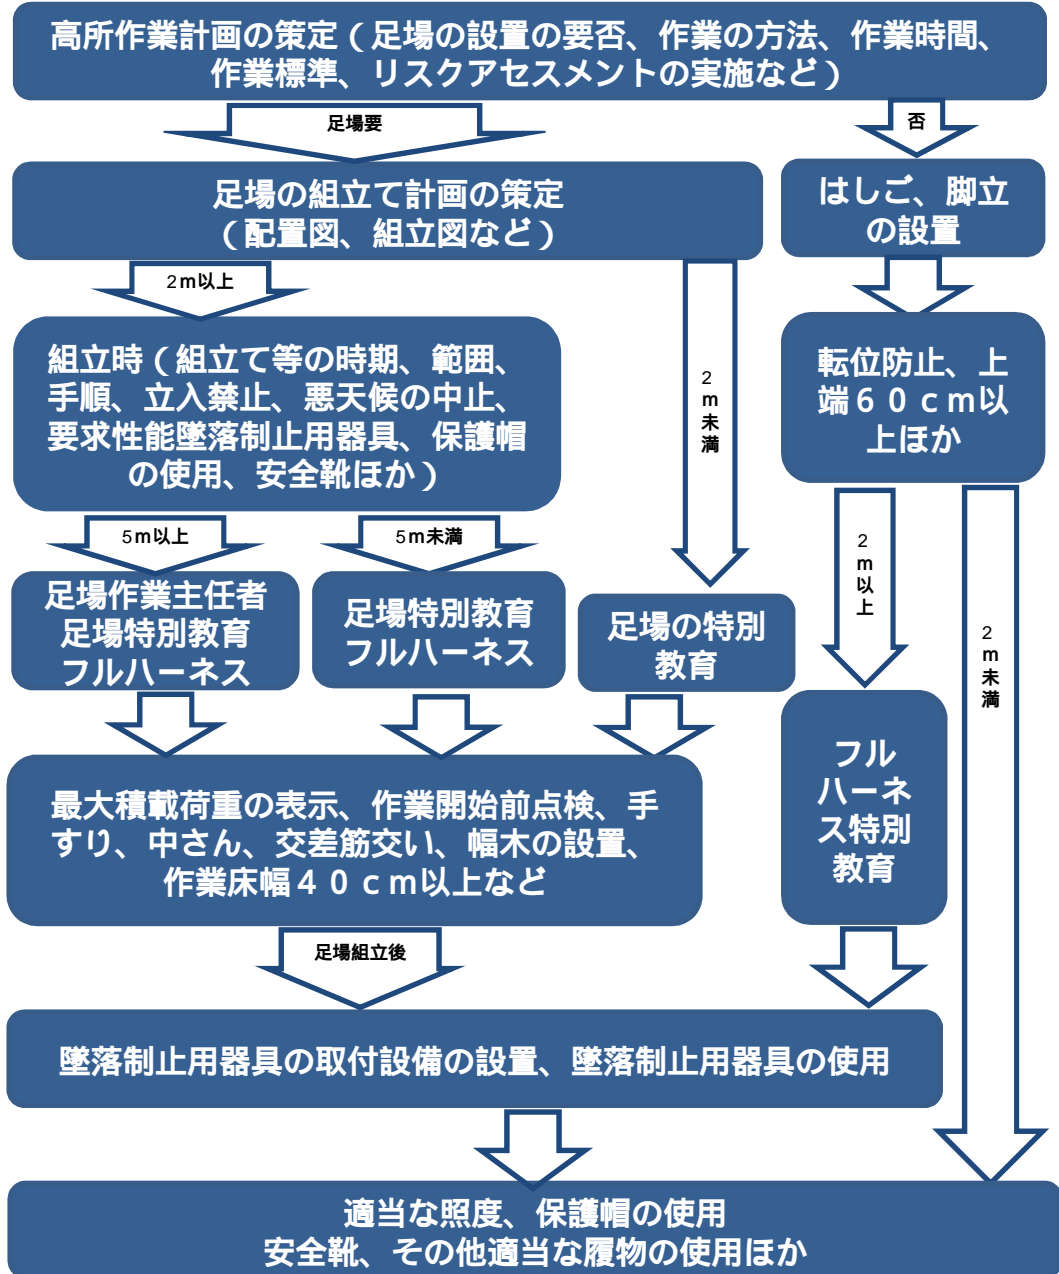 高所作業計画の策定（足場の設置の要否、作業の方法、作業時間、
作業標準、リスクアセスメントの実施など）
足場要
否
足場の組立て計画の策定
（配置図、組立図など）
はしご、脚立
の設置
2m以上
2m未満
組立時（組立て等の時期、範囲、
手順、立入禁止、悪天候の中止、
要求性能墜落制止用器具、保護帽
の使用、安全靴ほか）
転位防止、上
端６０ｃｍ以
上ほか
5m以上
5m未満
2m以上
2m未満
足場作業主任者
足場特別教育
フルハーネス
足場特別教育
フルハーネス
足場の特別
教育
フル
ハーネ
ス特別
教育
最大積載荷重の表示、作業開始前点検、手
すり、中さん、交差筋交い、幅木の設置、
作業床幅４０ｃｍ以上など
足場組立後
墜落制止用器具の取付設備の設置、墜落制止用器具の使用
適当な照度、保護帽の使用
安全靴、その他適当な履物の使用ほか